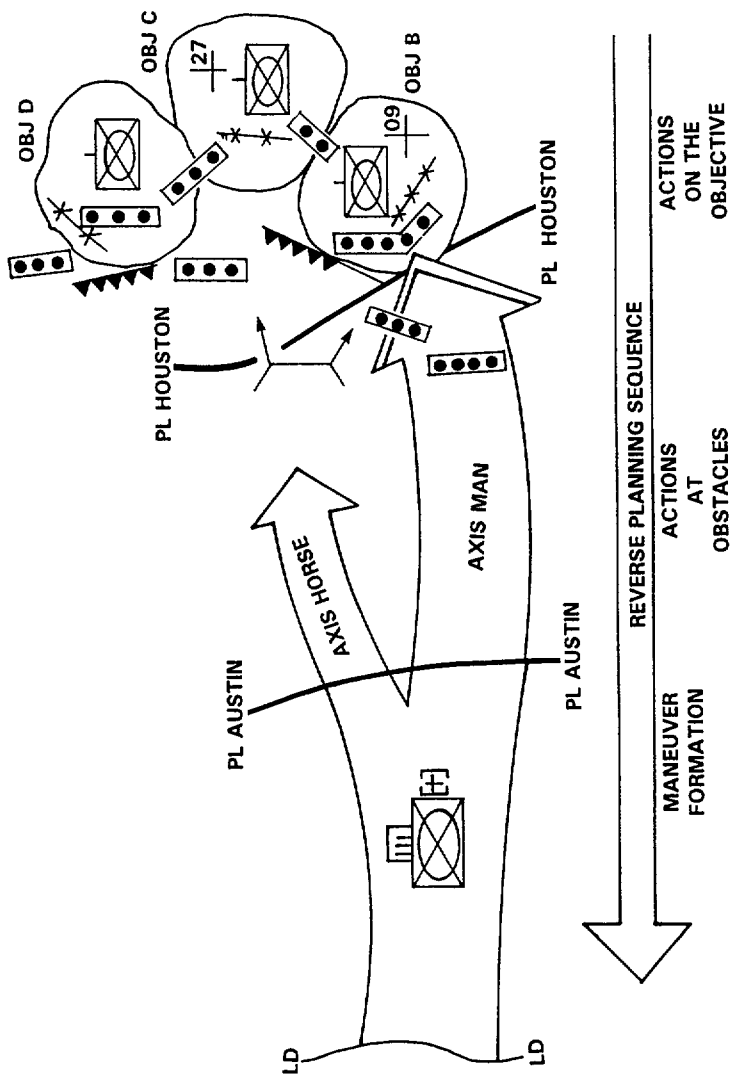 OBJ D
OBJ C
27
OBJ B
109
PL HOUSTON
PL HOUSTON
AXIS HORSE
AXIS MAN
PL AUSTIN
PL AUSTIN
LD
LD
REVERSE PLANNING SEQUENCE
MANEUVER
FORMATION
ACTIONS
AT
OBSTACLES
ACTIONS
ON THE
OBJECTIVE